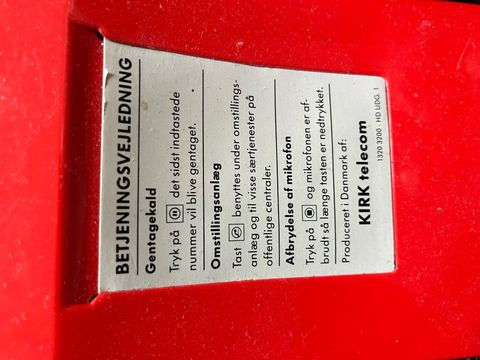 BETJENINGSVEJLEDNING
Gentagekald
Tryk på det sidst indtastede
nummer vil blive gentaget.
Omstillingsanlæg
Tast benyttes under omstillings-
anlæg og til visse særtjenester på
offentlige centraler.
Afbrydelse af mikrofon
Tryk på og mikrofonen er af-
brudt så længe tasten er nedtrykket.
Produceret i Danmark af:
KIRK telecom
1320 3200 - HD UDG. 1